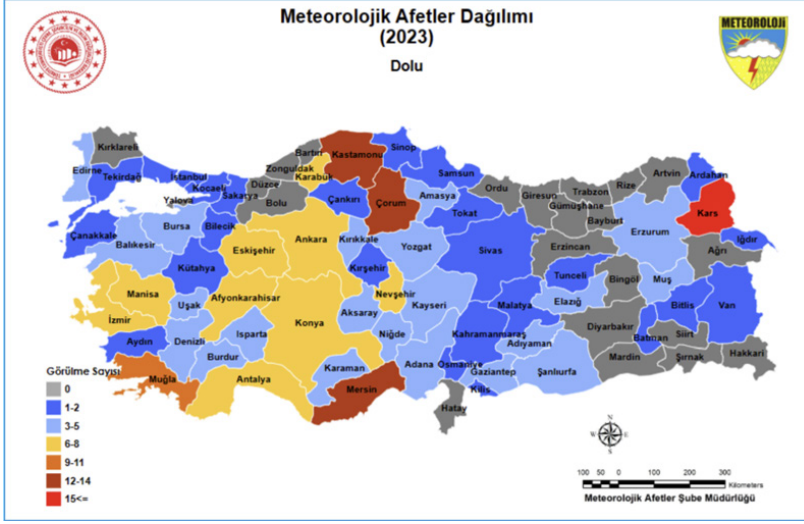 Meteorolojik Afetler Dağılımı
(2023)
Dolu
METEOROLOJİ
Kırklareli
Edirne
Tekirdağ
İstanbul
Kocaeli
Yalova
Sakarya
Düzce
Zonguldak
Bartın
Karabük
Kastamonu
Sinop
Samsun
Ordu
Giresun
Trabzon
Rize
Artvin
Ardahan
Bolu
Çankırı
Çorum
Amasya
Tokat
Gümüşhane
Bayburt
Kars
Çanakkale
Balıkesir
Bursa
Bilecik
Eskişehir
Ankara
Kırıkkale
Yozgat
Sivas
Erzincan
Erzurum
Ağrı
Iğdır
Kütahya
Kırşehir
Nevşehir
Kayseri
Tunceli
Bingöl
Muş
Manisa
Uşak
Afyonkarahisar
Aksaray
Malatya
Elazığ
Bitlis
Van
İzmir
Konya
Niğde
Kahramanmaraş
Adıyaman
Diyarbakır
Batman
Siirt
Aydın
Denizli
Isparta
Burdur
Karaman
Adana
Osmaniye
Gaziantep
Şanlıurfa
Mardin
Şırnak
Hakkari
Muğla
Antalya
Mersin
Kilis
Hatay
Görülme Sayısı
0
1-2
3-5
6-8
9-11
12-14
15<=
N
W E
S
100 50 0 100 200 300
Kilometers
Meteorolojik Afetler Şube Müdürlüğü